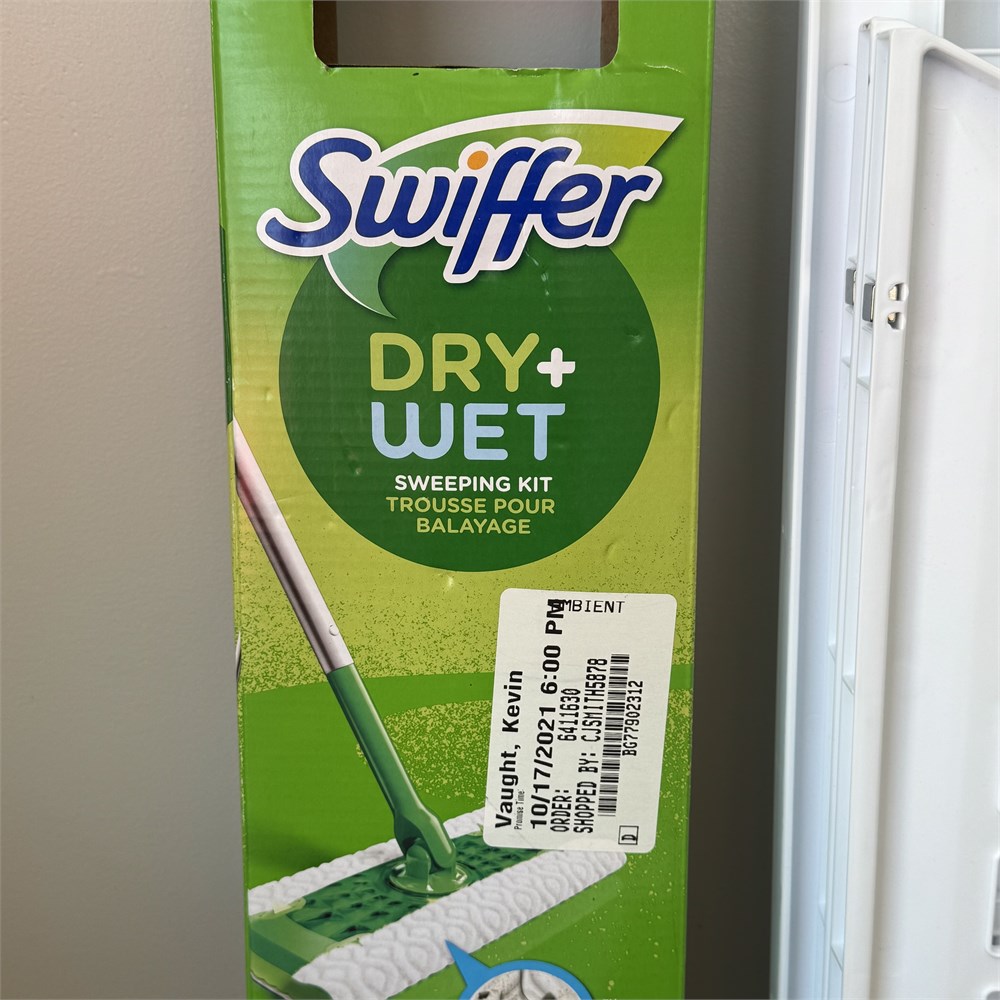 Swiffer
DRY+
WET
SWEEPING KIT
TROUSSE POUR
BALAYAGE
AMBIENT
Vaught, Kevin
Promise Time
10/17/2021 6:00 PM
ORDER: 6411630
SHOPPED BY: CJSMITH5878
BG77902312
D